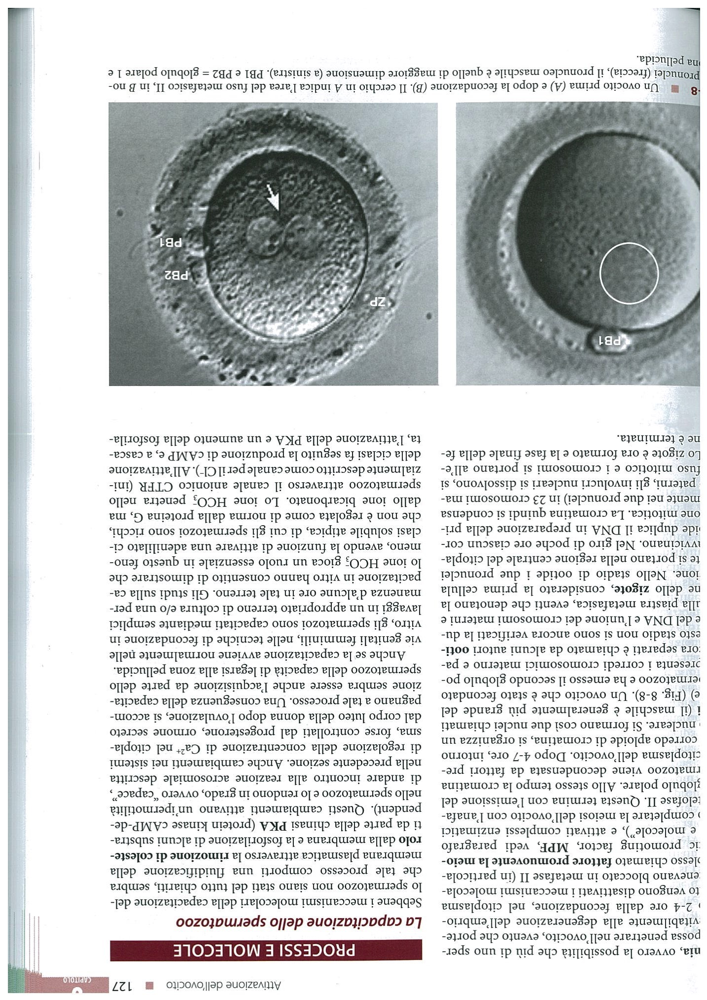 Attivazione dell'ovocito ■ 127
CAPITOLO
nia, ovvero la possibilità che più di uno sper-
possa penetrare nell'ovocito, evento che porte-
evitabilmente alla degenerazione dell'embrio-
2-4 ore dalla fecondazione, nel citoplasma
to vengono disattivati i meccanismi molecola-
enevano bloccato in metafase II (in particola-
plesso chiamato fattore promuovente la meio-
tic promoting factor, MPF, vedi paragrafo
e molecole"), e attivati complessi enzimatici
completare la meiosi dell'ovocito con l'anafa-
telofase II. Questa termina con l'emissione del
globulo polare. Allo stesso tempo la cromatina
rmatozoo viene decondensata da fattori pre-
citoplasma dell'ovocito. Dopo 4-7 ore, intorno
corredo aploide di cromatina, si organizza un
nucleare. Si formano così due nuclei chiamati
i (il maschile è generalmente più grande del
e) (Fig. 8-8). Un ovocito che è stato fecondato
permatozoo e ha emesso il secondo globulo po-
presenta i corredi cromosomici materno e pa-
cora separati è chiamato da alcuni autori ooti-
esto stadio non si sono ancora verificati la du-
e del DNA e l'unione dei cromosomi materni e
ulla piastra metafasica, eventi che denotano la
ne dello zigote, considerato la prima cellula
ione. Nello stadio di ootide i due pronuclei
te si portano nella regione centrale del citopla-
avvicinano. Nel giro di poche ore ciascun cor-
oide duplica il DNA in preparazione della pri-
one mitotica. La cromatina quindi si condensa
mente nei due pronuclei) in 23 cromosomi ma-
paterni, gli involucri nucleari si dissolvono, si
fuso mitotico e i cromosomi si portano all'e-
Lo zigote è ora formato e la fase finale della fe-
ne è terminata.
PROCESSI E MOLECOLE
La capacitazione dello spermatozoo
Sebbene i meccanismi molecolari della capacitazione del-
lo spermatozoo non siano stati del tutto chiariti, sembra
che tale processo comporti una fluidificazione della
membrana plasmatica attraverso la rimozione di coleste-
rolo dalla membrana e la fosforilazione di alcuni substra-
ti da parte della chinasi PKA (protein kinase cAMP-de-
pendent). Questi cambiamenti attivano un'ipermotilità
nello spermatozoo e lo rendono in grado, ovvero "capace",
di andare incontro alla reazione acrosomiale descritta
nella precedente sezione. Anche cambiamenti nei sistemi
di regolazione della concentrazione di Ca²⁺ nel citopla-
sma, forse controllati dal progesterone, ormone secreto
dal corpo luteo della donna dopo l'ovulazione, si accom-
pagnano a tale processo. Una conseguenza della capacita-
zione sembra essere anche l'acquisizione da parte dello
spermatozoo della capacità di legarsi alla zona pellucida.
Anche se la capacitazione avviene normalmente nelle
vie genitali femminili, nelle tecniche di fecondazione in
vitro, gli spermatozoi sono capacitati mediante semplici
lavaggi in un appropriato terreno di coltura e/o una per-
manenza d'alcune ore in tale terreno. Gli studi sulla ca-
pacitazione in vitro hanno consentito di dimostrare che
lo ione HCO₃⁻ gioca un ruolo essenziale in questo feno-
meno, avendo la funzione di attivare una adenililato ci-
clasi solubile atipica, di cui gli spermatozoi sono ricchi,
che non è regolata come di norma dalla proteina G, ma
dallo ione bicarbonato. Lo ione HCO₃⁻ penetra nello
spermatozoo attraverso il canale anionico CTFR (ini-
zialmente descritto come canale per il Cl⁻). All'attivazione
della ciclasi fa seguito la produzione di cAMP e, a casca-
ta, l'attivazione della PKA e un aumento della fosforila-
PB1
ZP
PB2
PB1
-8 ■ Un ovocito prima (A) e dopo la fecondazione (B). Il cerchio in A indica l'area del fuso metafasico II, in B no-
pronuclei (freccia), il pronucleo maschile è quello di maggiore dimensione (a sinistra). PB1 e PB2 = globulo polare 1 e
ona pellucida.